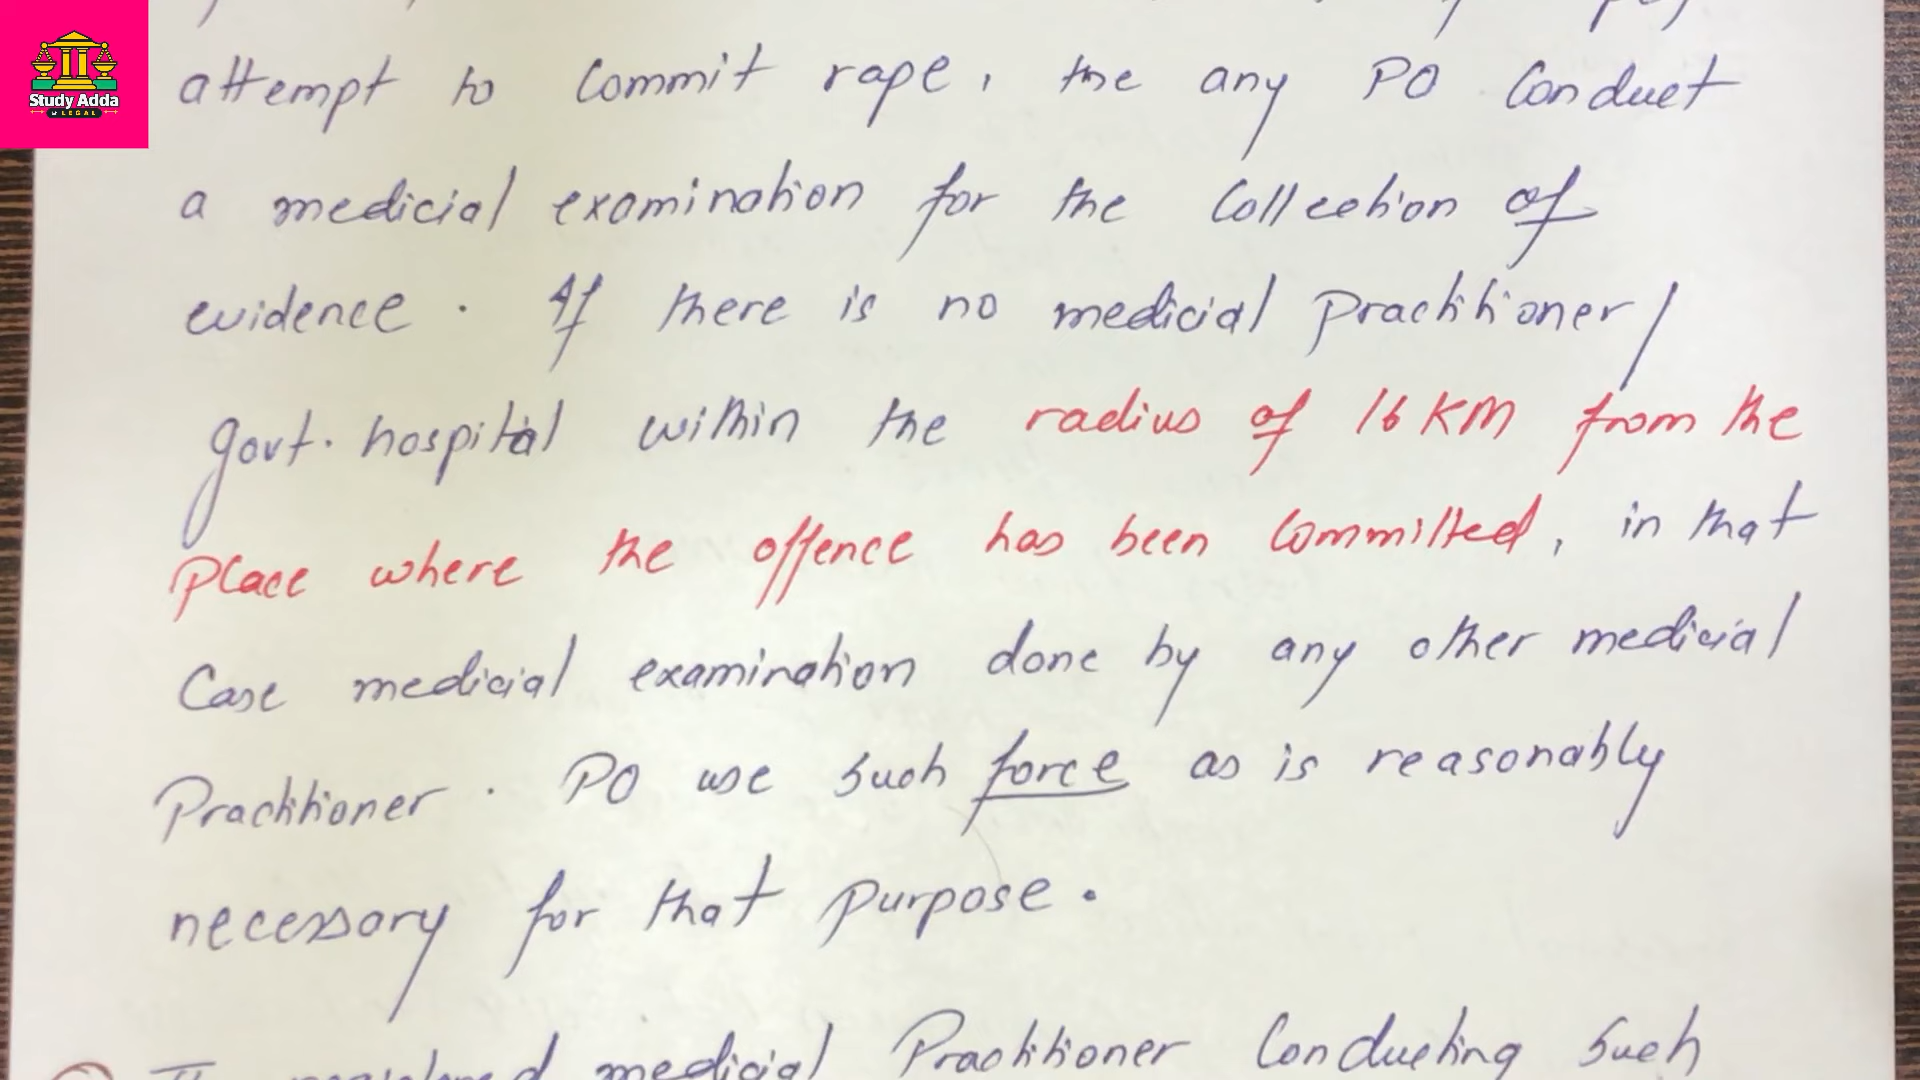 Study Adda
LEGAL
attempt to Commit rape, the any PO Conduct
a medicial examination for the Collection of
evidence. If there is no medicial Practitioner/
govt. hospital within the radius of 16 KM from the
place where the offence has been Committed, in that
Case medicial examination done by any other medicial
Practitioner. PO use such force as is reasonably
necessary for that purpose.
medicial Practitioner Conducting Such